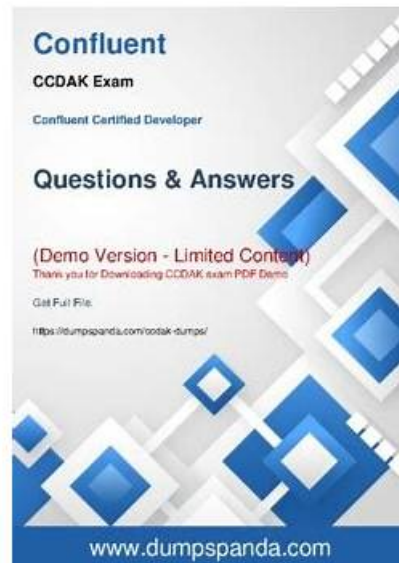 Confluent
CCDAK Exam
Confluent Certified Developer
Questions & Answers
(Demo Version - Limited Content)
Thank you for Downloading CCDAK exam PDF Demo
Get Full File:
https://dumpspanda.com/ccdak-dumps/
www.dumpspanda.com